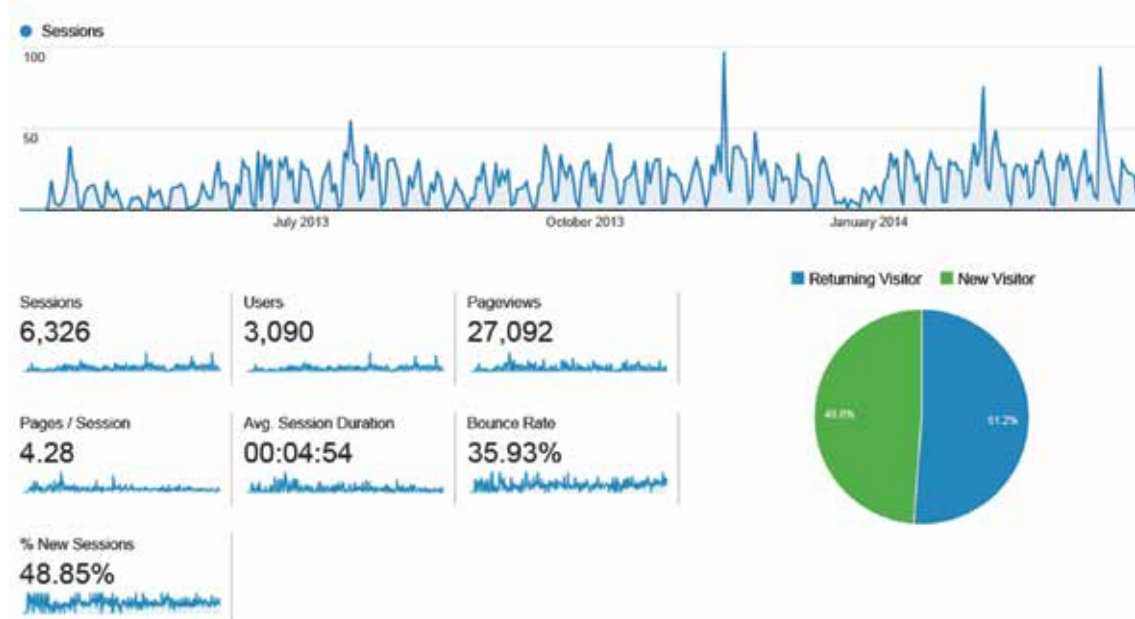 Sessions
100
50
July 2013
October 2013
January 2014
Returning Visitor
New Visitor
Sessions
6,326
Users
3,090
Pageviews
27,092
Pages / Session
4.28
Avg. Session Duration
00:04:54
Bounce Rate
35.93%
% New Sessions
48.85%
51.2%